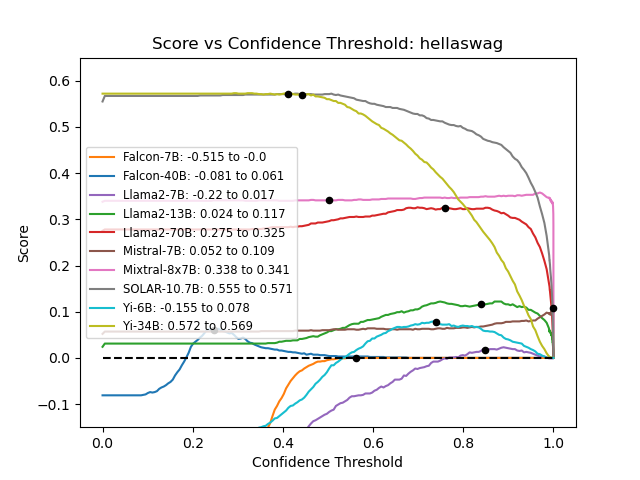 Score vs Confidence Threshold: hellaswag
Score
0.6
0.5
0.4
0.3
0.2
0.1
0.0
−0.1
Falcon-7B: -0.515 to -0.0
Falcon-40B: -0.081 to 0.061
Llama2-7B: -0.22 to 0.017
Llama2-13B: 0.024 to 0.117
Llama2-70B: 0.275 to 0.325
Mistral-7B: 0.052 to 0.109
Mixtral-8x7B: 0.338 to 0.341
SOLAR-10.7B: 0.555 to 0.571
Yi-6B: -0.155 to 0.078
Yi-34B: 0.572 to 0.569
0.0 0.2 0.4 0.6 0.8 1.0
Confidence Threshold